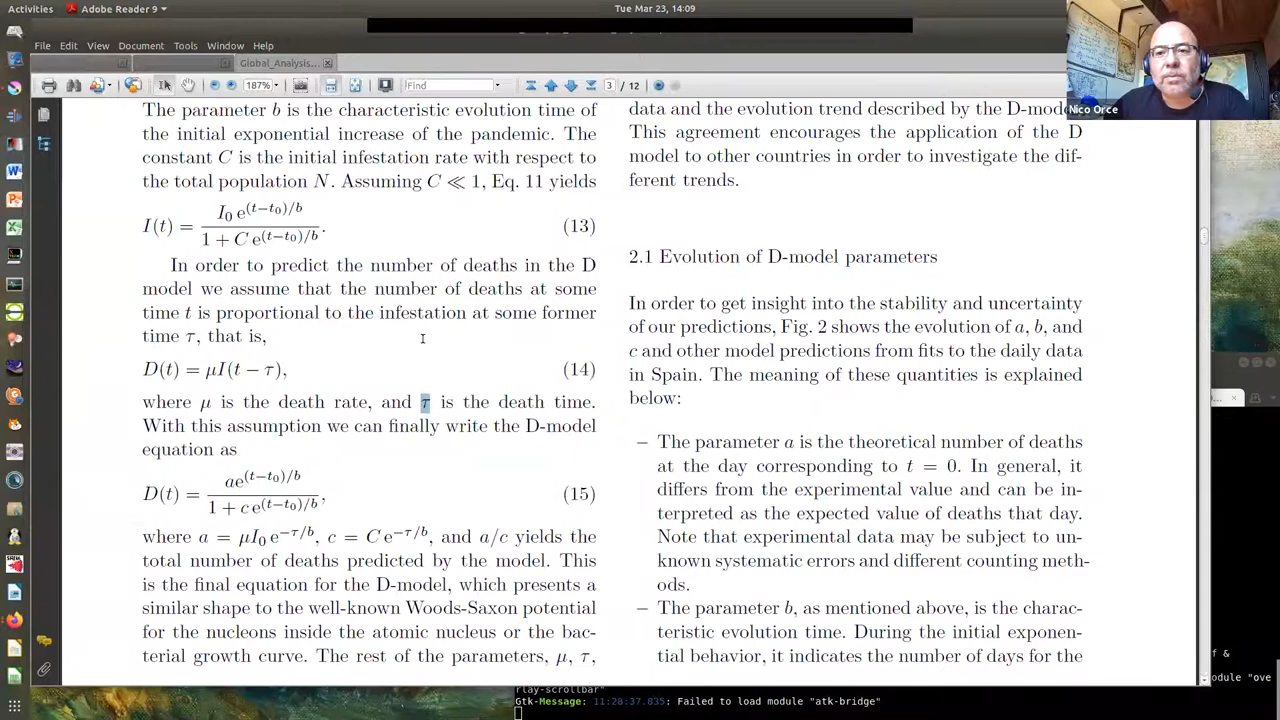 Activities
Adobe Reader 9
Tue Mar 23, 14:09
File Edit View Document Tools Window Help
Global_Analysis...
187%
Find
3 / 12
Nico Orce
The parameter b is the characteristic evolution time of
the initial exponential increase of the pandemic. The
constant C is the initial infestation rate with respect to
the total population N. Assuming C ≪ 1, Eq. 11 yields
I(t) = I₀ e^{(t−t₀)/b} / 1 + C e^{(t−t₀)/b}. (13)
In order to predict the number of deaths in the D
model we assume that the number of deaths at some
time t is proportional to the infestation at some former
time τ, that is,
D(t) = μI(t − τ), (14)
where μ is the death rate, and τ is the death time.
With this assumption we can finally write the D-model
equation as
D(t) = ae^{(t−t₀)/b} / 1 + c e^{(t−t₀)/b}, (15)
where a = μI₀ e^{−τ/b}, c = C e^{−τ/b}, and a/c yields the
total number of deaths predicted by the model. This
is the final equation for the D-model, which presents a
similar shape to the well-known Woods-Saxon potential
for the nucleons inside the atomic nucleus or the bac-
terial growth curve. The rest of the parameters, μ, τ,
data and the evolution trend described by the D-mod
This agreement encourages the application of the D
model to other countries in order to investigate the dif-
ferent trends.
2.1 Evolution of D-model parameters
In order to get insight into the stability and uncertainty
of our predictions, Fig. 2 shows the evolution of a, b, and
c and other model predictions from fits to the daily data
in Spain. The meaning of these quantities is explained
below:
– The parameter a is the theoretical number of deaths
at the day corresponding to t = 0. In general, it
differs from the experimental value and can be in-
terpreted as the expected value of deaths that day.
Note that experimental data may be subject to un-
known systematic errors and different counting meth-
ods.
– The parameter b, as mentioned above, is the charac-
teristic evolution time. During the initial exponen-
tial behavior, it indicates the number of days for the
f &
odule "ove
rlay-scrollbar"
Gtk-Message: 11:28:37.835: Failed to load module "atk-bridge"